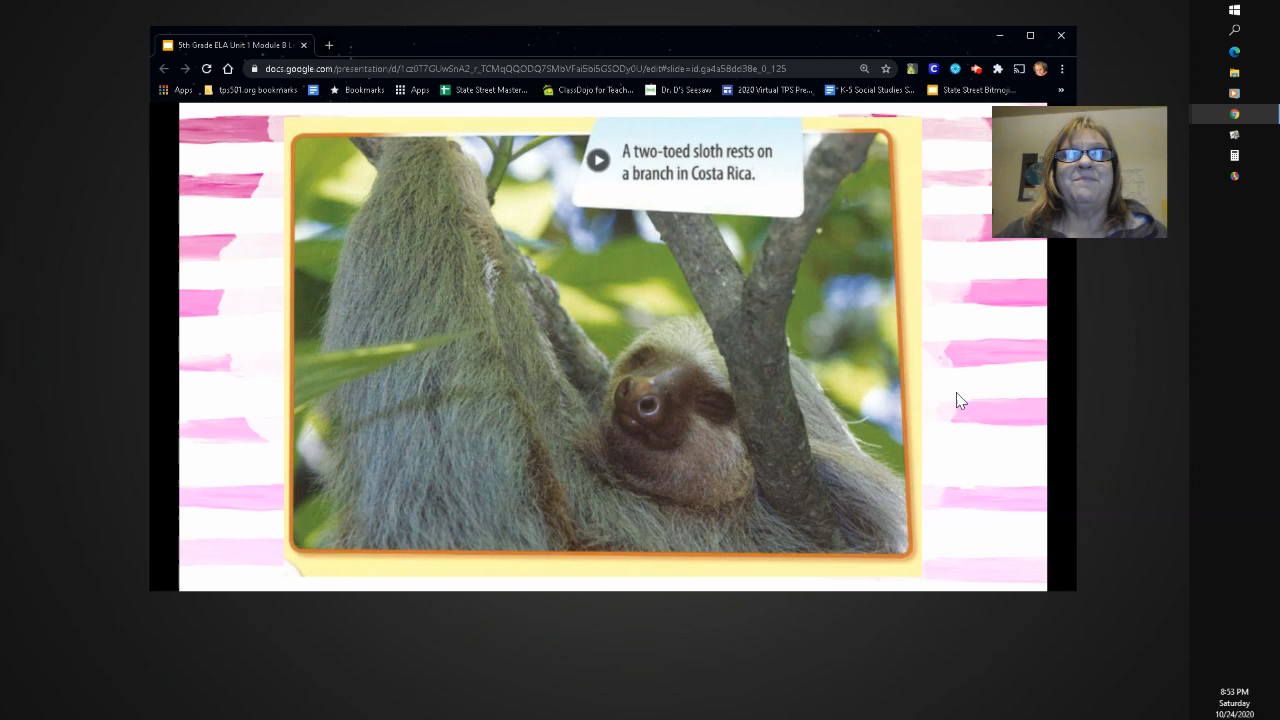 5th Grade ELA Unit 1 Module B L
docs.google.com/presentation/d/1cz0T7GUwSnA2_r_TCMqQQODQ7SMbVFai5bi5GSODy0U/edit#slide=id.ga4a58dd38e_0_125
Apps tps501.org bookmarks Bookmarks Apps State Street Master... ClassDojo for Teach... Dr. D's Seesaw 2020 Virtual TPS Pre... K-5 Social Studies S... State Street Bitmoji... »
A two-toed sloth rests on
a branch in Costa Rica.
8:53 PM
Saturday
10/24/2020